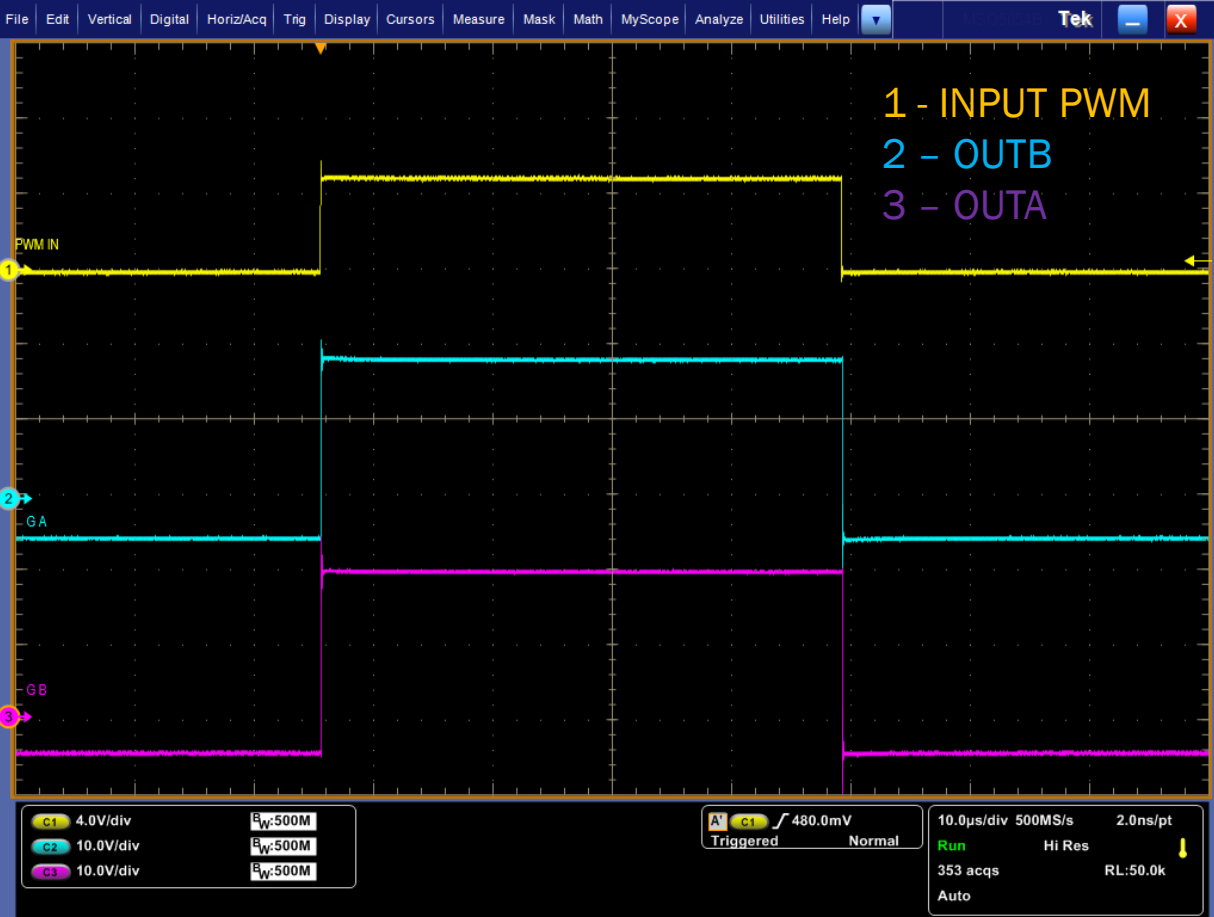 File Edit Vertical Digital Horiz/Acq Trig Display Cursors Measure Mask Math MyScope Analyze Utilities Help ▼ Tek X
1 - INPUT PWM
2 – OUTB
3 – OUTA
PWM IN
1
2
G A
G B
3
C1 4.0V/div BW:500M
C2 10.0V/div BW:500M
C3 10.0V/div BW:500M
A' C1 480.0mV
Triggered Normal
10.0µs/div 500MS/s 2.0ns/pt
Run Hi Res
353 acqs RL:50.0k
Auto